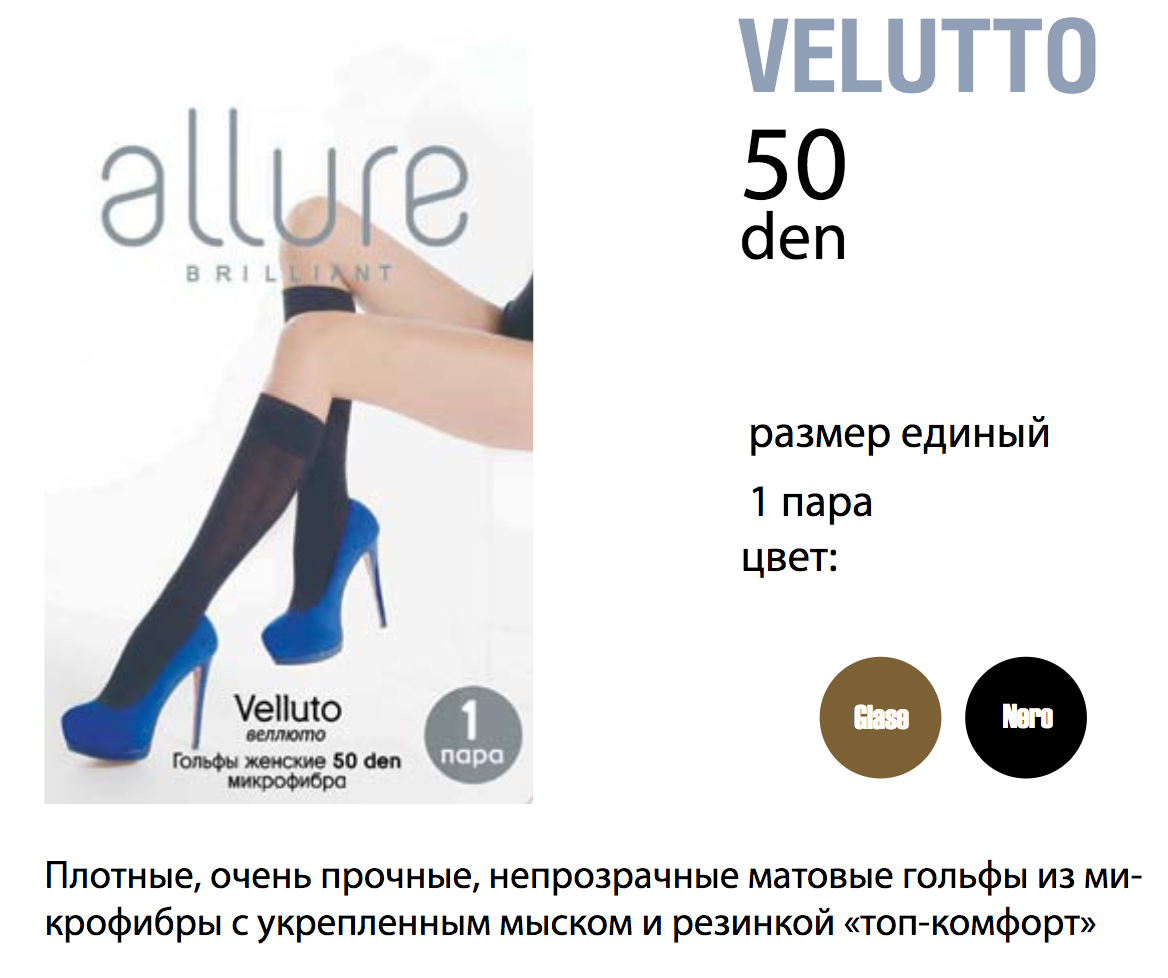 allure
BRILLIANT
Velluto
веллюто
Гольфы женские 50 den
микрофибра
1
пара
VELUTTO
50
den
размер единый
1 пара
цвет:
Glase
Nero
Плотные, очень прочные, непрозрачные матовые гольфы из ми-
крофибры с укрепленным мыском и резинкой «топ-комфорт»